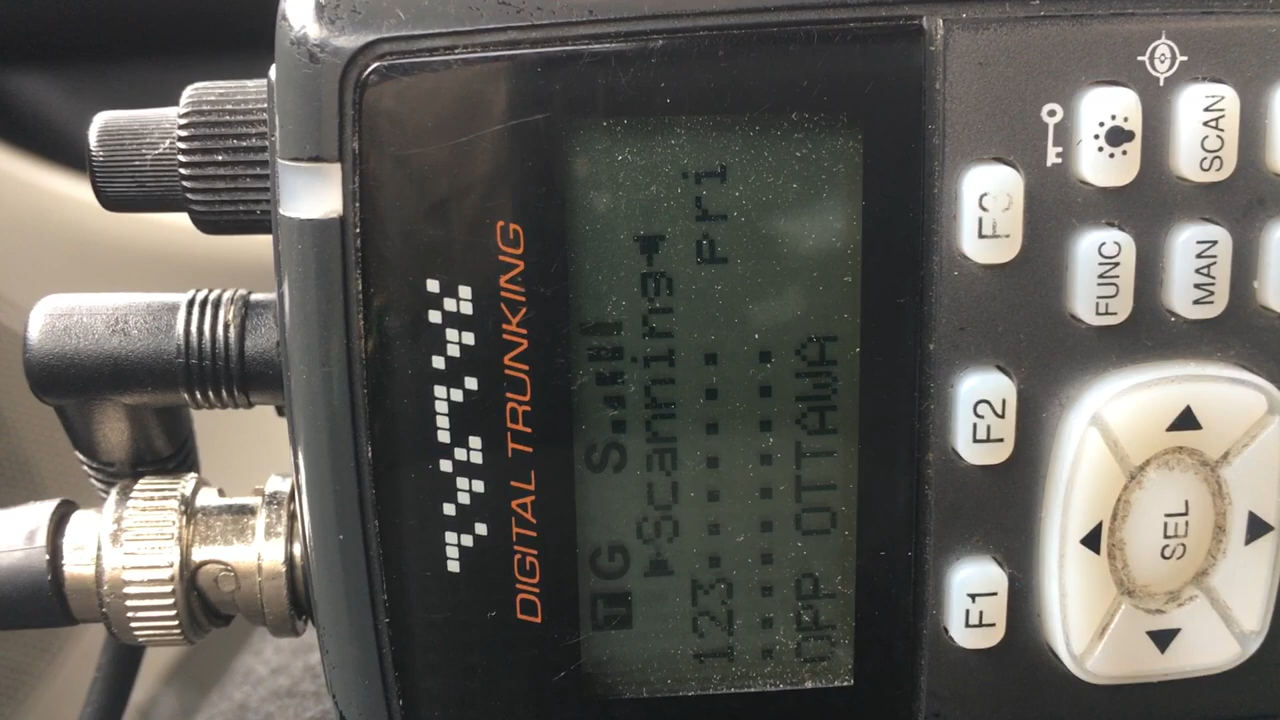 DIGITAL TRUNKING
TG S
▶Scanning◀
123....... pri
..........
OPP OTTAWA
F1 F2 F3
FUNC
MAN SCAN
SEL